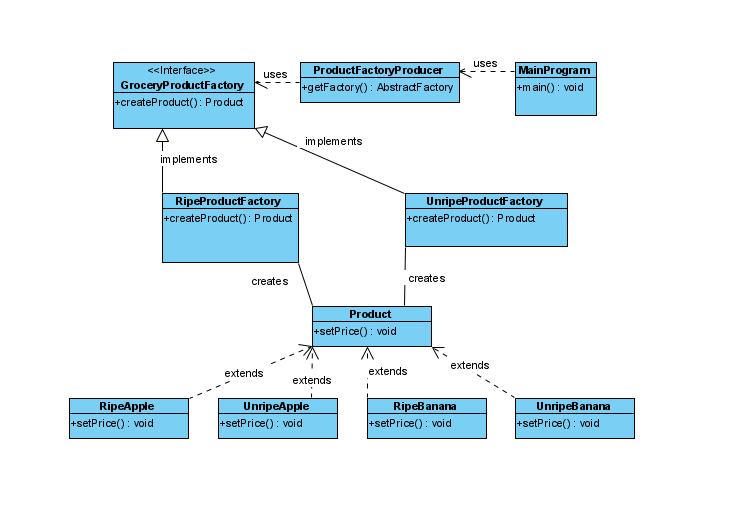 <<Interface>>
GroceryProductFactory
+createProduct() : Product
uses
ProductFactoryProducer
+getFactory() : AbstractFactory
uses
MainProgram
+main() : void
implements
implements
RipeProductFactory
+createProduct() : Product
UnripeProductFactory
+createProduct() : Product
creates
creates
Product
+setPrice() : void
extends
extends
extends
extends
RipeApple
+setPrice() : void
UnripeApple
+setPrice() : void
RipeBanana
+setPrice() : void
UnripeBanana
+setPrice() : void